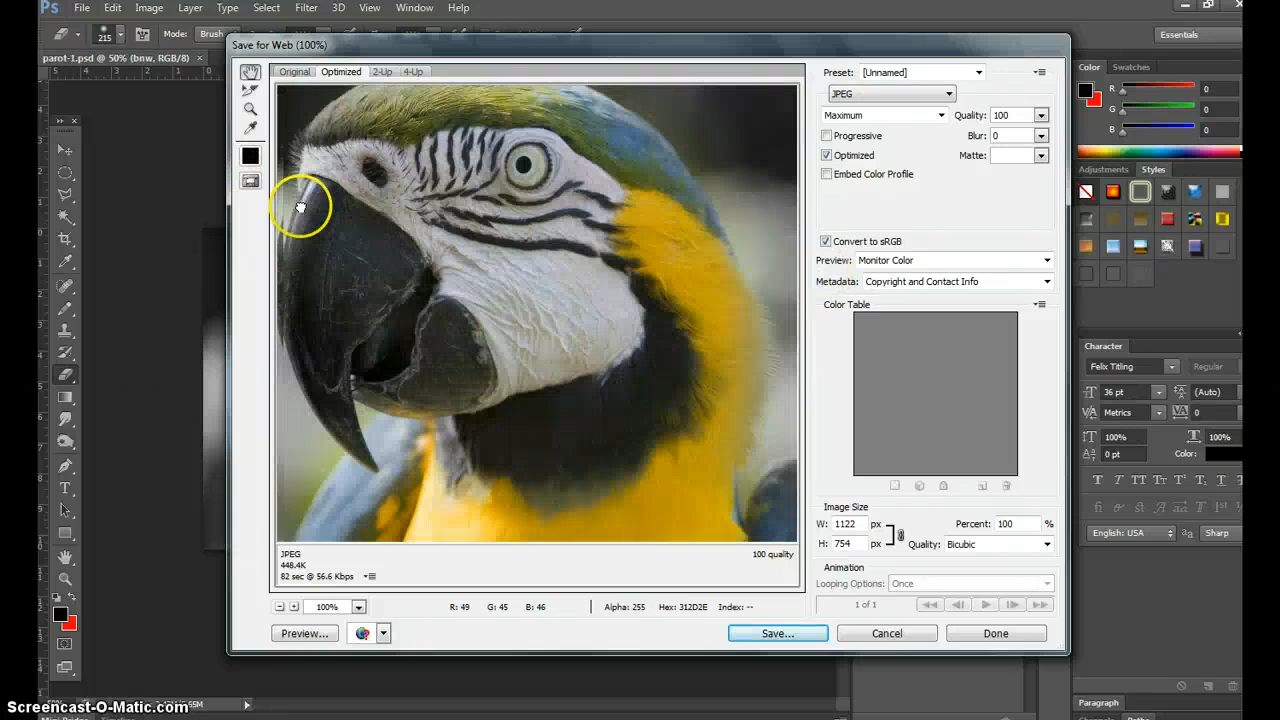 Ps File Edit Image Layer Type Select Filter 3D View Window Help
215 Mode: Brush
Essentials
parot-1.psd @ 50% (bnw, RGB/8) ×
Save for Web (100%)
Original Optimized 2-Up 4-Up
Preset: [Unnamed]
JPEG
Maximum Quality: 100
Progressive Blur: 0
Optimized Matte:
Embed Color Profile
Convert to sRGB
Preview: Monitor Color
Metadata: Copyright and Contact Info
Color Table
Image Size
W: 1122 px Percent: 100 %
H: 754 px Quality: Bicubic
Animation
Looping Options: Once
1 of 1
JPEG 100 quality
448.4K
82 sec @ 56.6 Kbps
100% R: 49 G: 45 B: 46 Alpha: 255 Hex: 312D2E Index: --
Preview... Save... Cancel Done
Color Swatches
R 0
G 0
B 0
Adjustments Styles
Character
Felix Titling Regular
36 pt (Auto)
Metrics 0
100% 100%
0 pt Color:
T T TT Tt
English: USA Sharp
Paragraph
Screencast-O-Matic.com